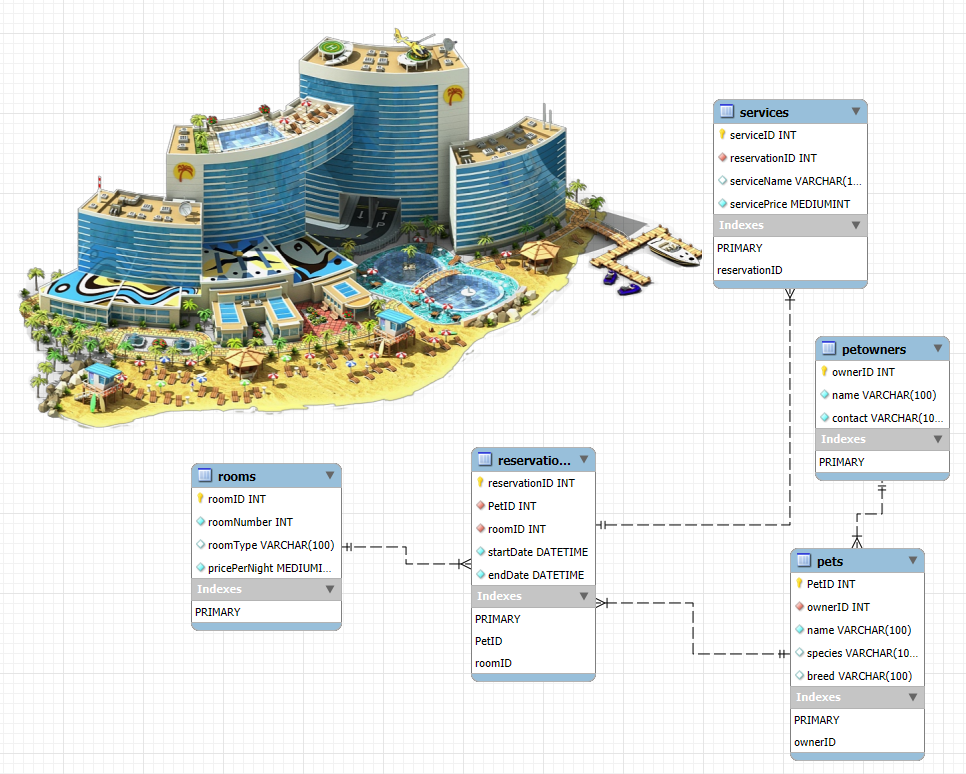 services
serviceID INT
reservationID INT
serviceName VARCHAR(1...
servicePrice MEDIUMINT
Indexes
PRIMARY
reservationID
petowners
ownerID INT
name VARCHAR(100)
contact VARCHAR(10...
Indexes
PRIMARY
rooms
roomID INT
roomNumber INT
roomType VARCHAR(100)
pricePerNight MEDIUMI...
Indexes
PRIMARY
reservatio...
reservationID INT
PetID INT
roomID INT
startDate DATETIME
endDate DATETIME
Indexes
PRIMARY
PetID
roomID
pets
PetID INT
ownerID INT
name VARCHAR(100)
species VARCHAR(10...
breed VARCHAR(100)
Indexes
PRIMARY
ownerID
H